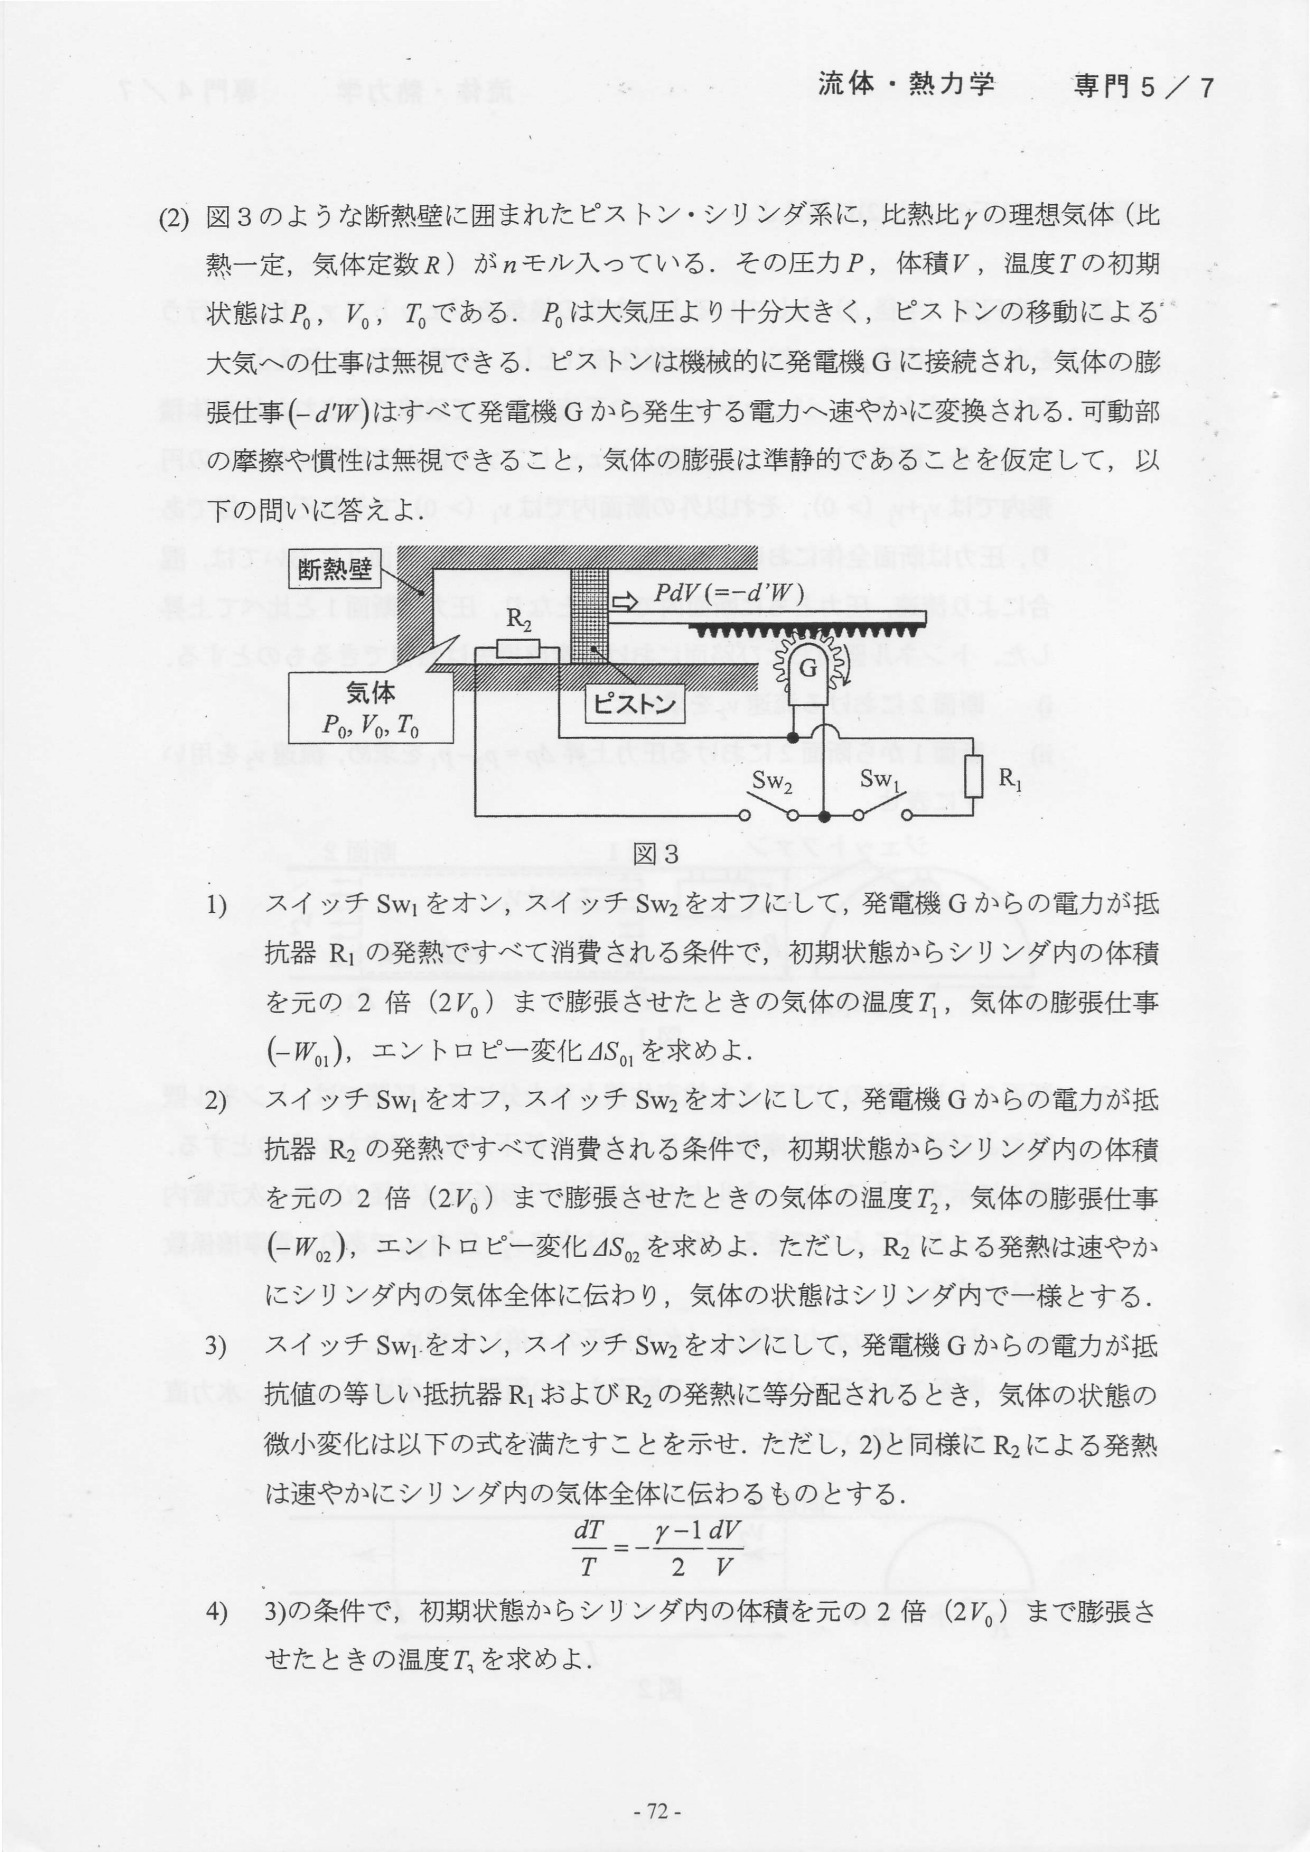 流体・熱力学　専門 5 / 7
(2) 図3のような断熱壁に囲まれたピストン・シリンダ系に，比熱比γの理想気体（比
熱一定，気体定数R）がnモル入っている．その圧力P，体積V，温度Tの初期
状態はP₀，V₀，T₀である．P₀は大気圧より十分大きく，ピストンの移動による
大気への仕事は無視できる．ピストンは機械的に発電機Gに接続され，気体の膨
張仕事(−d'W)はすべて発電機Gから発生する電力へ速やかに変換される．可動部
の摩擦や慣性は無視できること，気体の膨張は準静的であることを仮定して，以
下の問いに答えよ．
断熱壁
PdV (=−d'W)
R₂
G
気体
P₀, V₀, T₀
ピストン
Sw₂
Sw₁
R₁
図3
1) スイッチSw₁をオン，スイッチSw₂をオフにして，発電機Gからの電力が抵
抗器R₁の発熱ですべて消費される条件で，初期状態からシリンダ内の体積
を元の2倍（2V₀）まで膨張させたときの気体の温度T₁，気体の膨張仕事
(−W₀₁)，エントロピー変化ΔS₀₁を求めよ．
2) スイッチSw₁をオフ，スイッチSw₂をオンにして，発電機Gからの電力が抵
抗器R₂の発熱ですべて消費される条件で，初期状態からシリンダ内の体積
を元の2倍（2V₀）まで膨張させたときの気体の温度T₂，気体の膨張仕事
(−W₀₂)，エントロピー変化ΔS₀₂を求めよ．ただし，R₂による発熱は速やか
にシリンダ内の気体全体に伝わり，気体の状態はシリンダ内で一様とする．
3) スイッチSw₁をオン，スイッチSw₂をオンにして，発電機Gからの電力が抵
抗値の等しい抵抗器R₁およびR₂の発熱に等分配されるとき，気体の状態の
微小変化は以下の式を満たすことを示せ．ただし，2)と同様にR₂による発熱
は速やかにシリンダ内の気体全体に伝わるものとする．
dT/T = −(γ−1)/2 dV/V
4) 3)の条件で，初期状態からシリンダ内の体積を元の2倍（2V₀）まで膨張さ
せたときの温度T₃を求めよ．
- 72 -